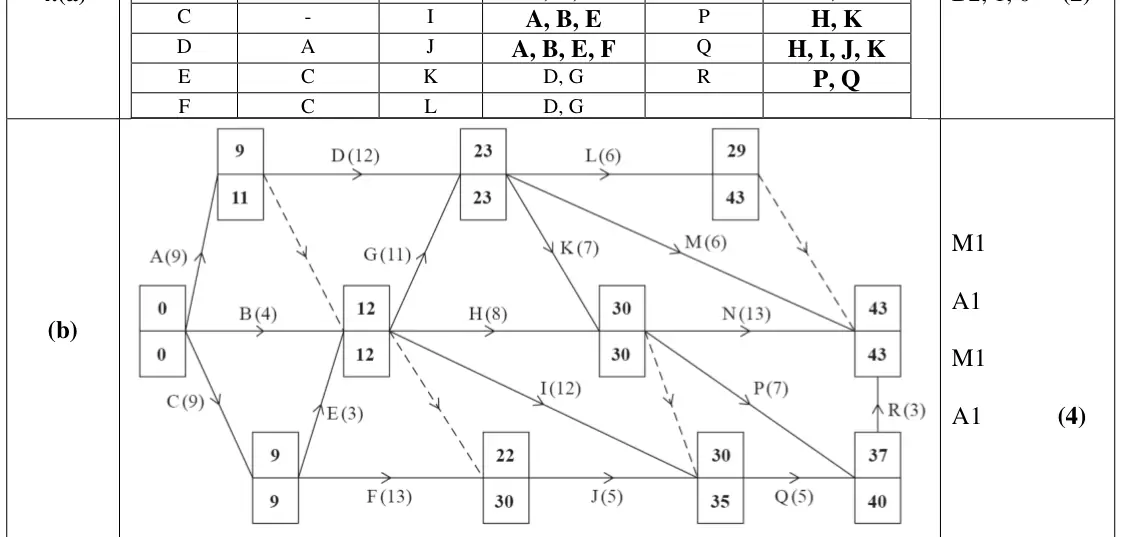 C - I A, B, E P H, K
D A J A, B, E, F Q H, I, J, K
E C K D, G R P, Q
F C L D, G
(b)
9 D(12) 23 L(6) 29
11 23 43
A(9) G(11) K(7) M(6)
0 B(4) 12 H(8) 30 N(13) 43
0 12 30 43
C(9) E(3) I(12) P(7) R(3)
9 22 30 37
9 F(13) 30 J(5) 35 Q(5) 40
M1
A1
M1
A1 (4)